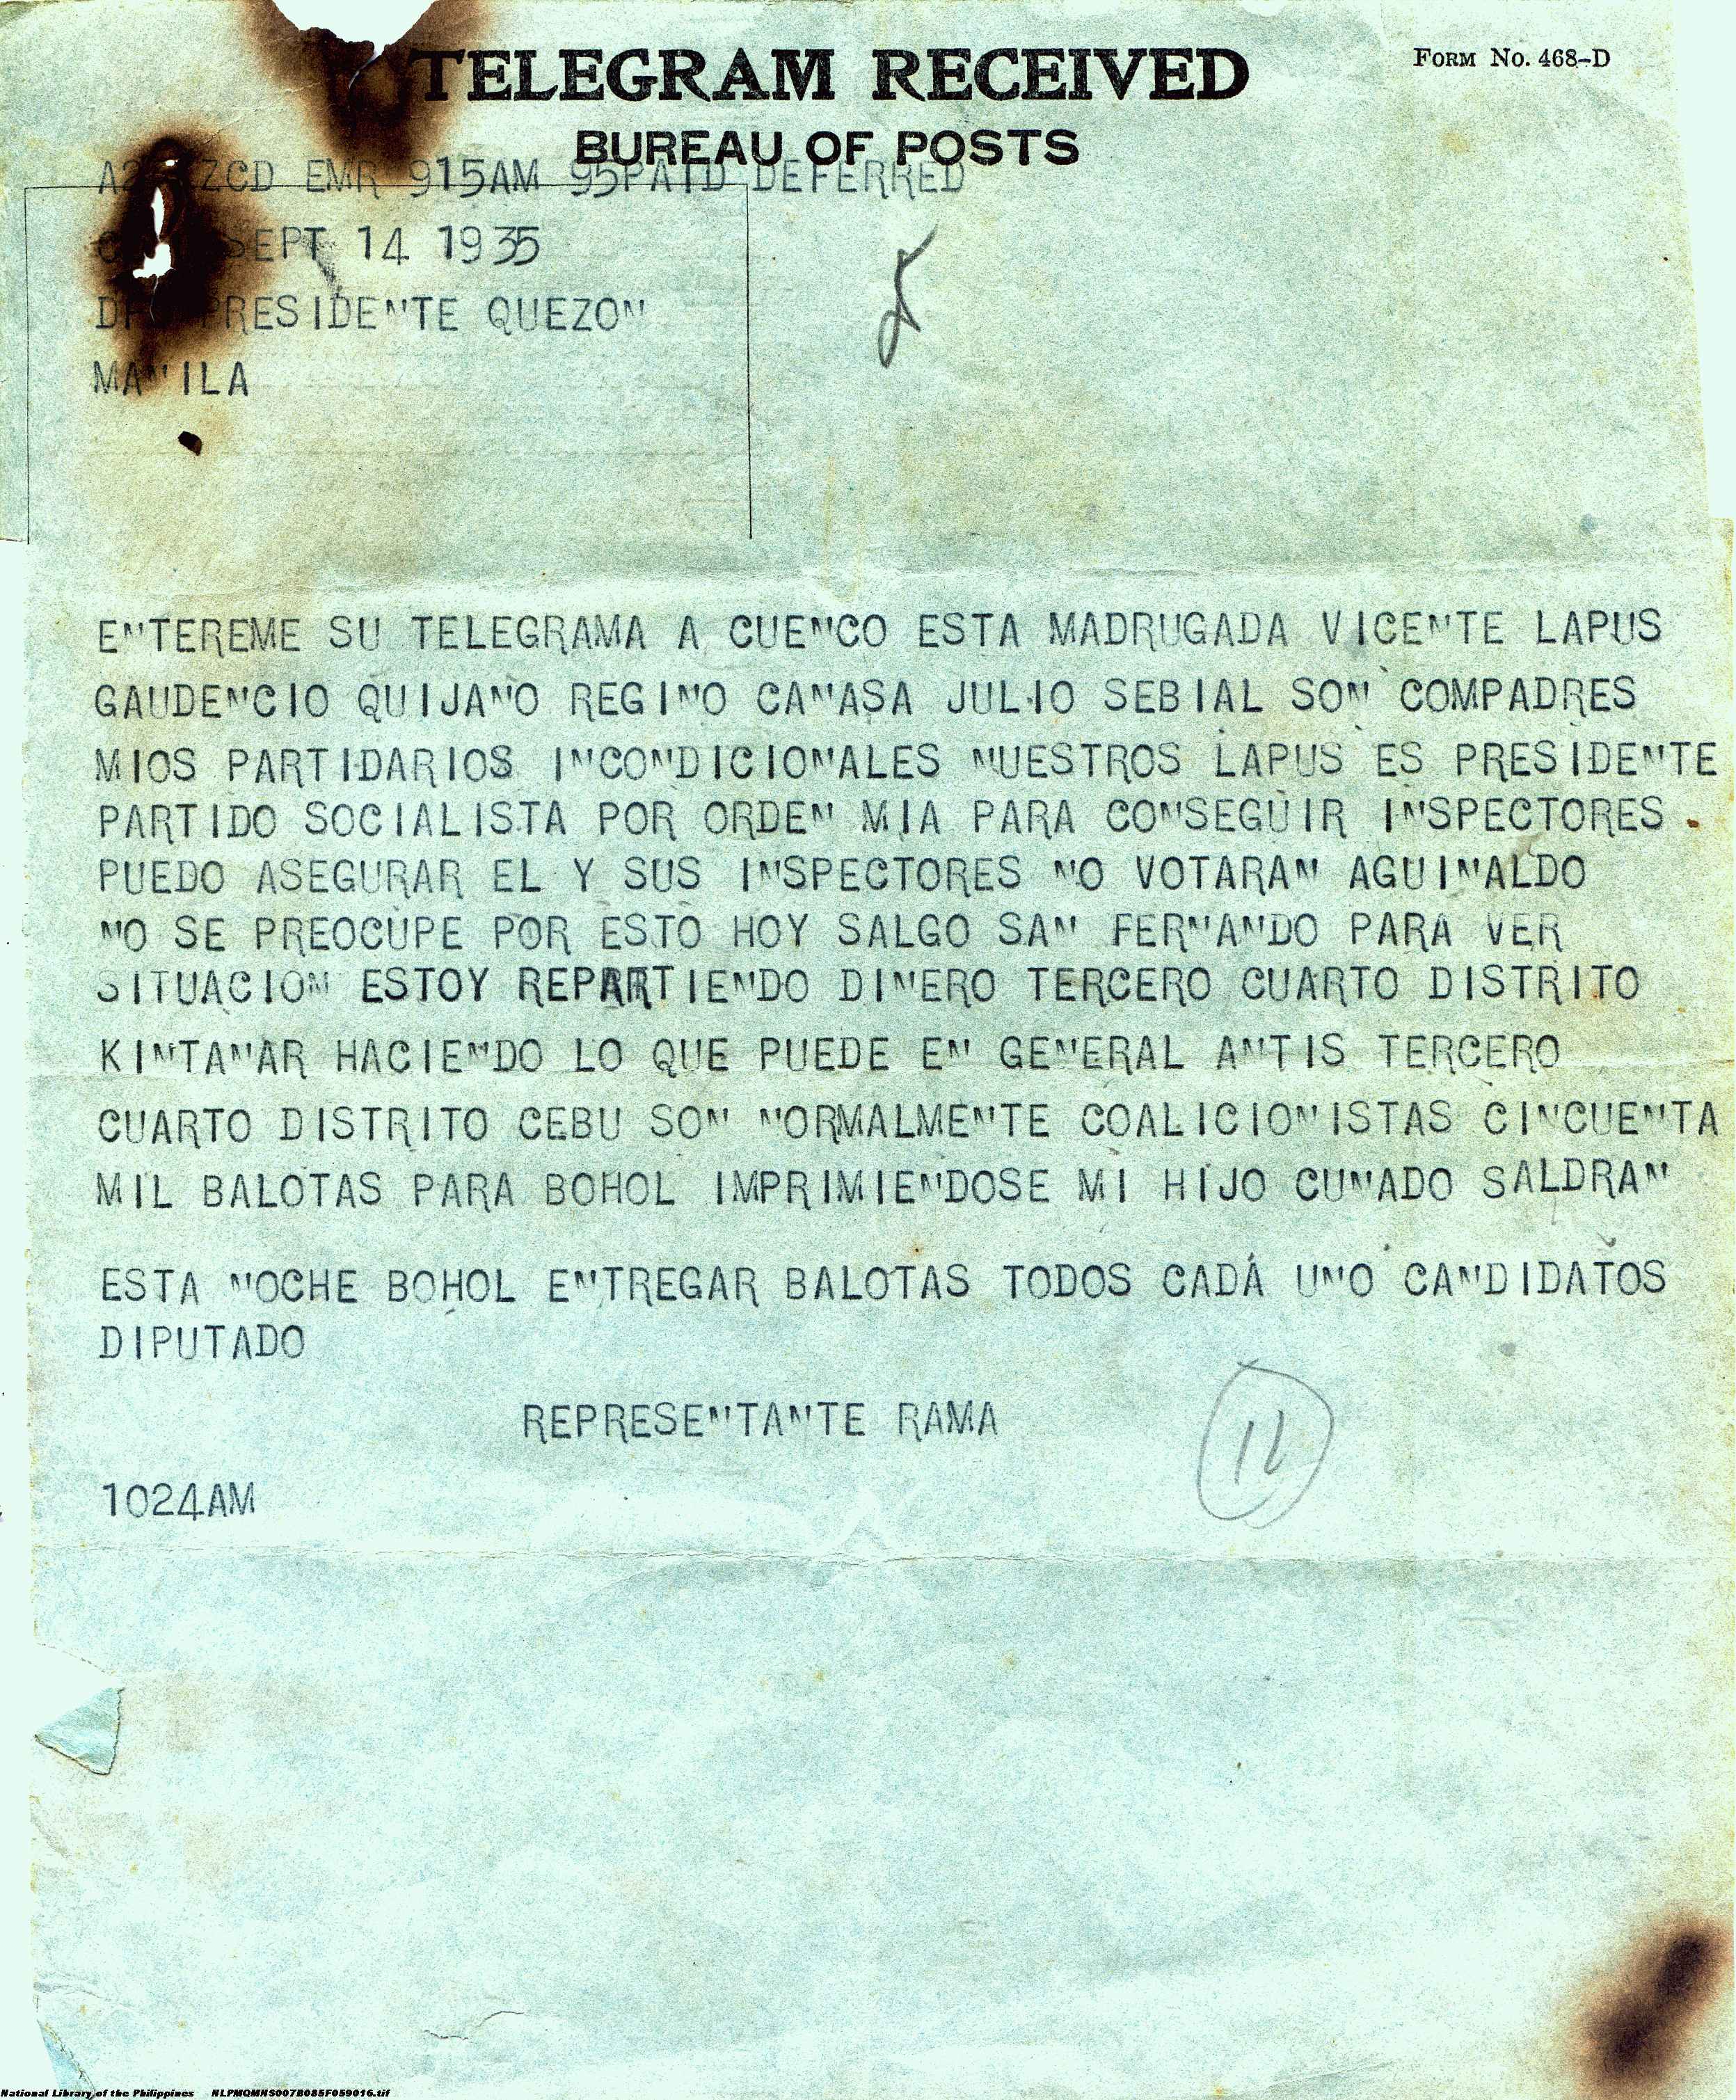 TELEGRAM RECEIVED
FORM No. 468-D
BUREAU OF POSTS
ZCD EMR 915AM 95PAID DEFERRED
SEPT 14 1935
PRESIDENTE QUEZON
MANILA
ENTEREME SU TELEGRAMA A CUENCO ESTA MADRUGADA VICENTE LAPUS
GAUDENCIO QUIJANO REGINO CANASA JULIO SEBIAL SON COMPADRES
MIOS PARTIDARIOS INCONDICIONALES NUESTROS LAPUS ES PRESIDENTE
PARTIDO SOCIALISTA POR ORDEN MIA PARA CONSEGUIR INSPECTORES .
PUEDO ASEGURAR EL Y SUS INSPECTORES NO VOTARAN AGUINALDO
NO SE PREOCUPE POR ESTO HOY SALGO SAN FERNANDO PARA VER
SITUACION ESTOY REPARTIENDO DINERO TERCERO CUARTO DISTRITO
KINTANAR HACIENDO LO QUE PUEDE EN GENERAL ANTIS TERCERO
CUARTO DISTRITO CEBU SON NORMALMENTE COALICIONISTAS CINCUENTA
MIL BALOTAS PARA BOHOL IMPRIMIENDOSE MI HIJO CUNADO SALDRAN
ESTA NOCHE BOHOL ENTREGAR BALOTAS TODOS CADA UNO CANDIDATOS
DIPUTADO
REPRESENTANTE RAMA
1024AM
National Library of the Philippines NLPMQMNS007B085F059016.tif